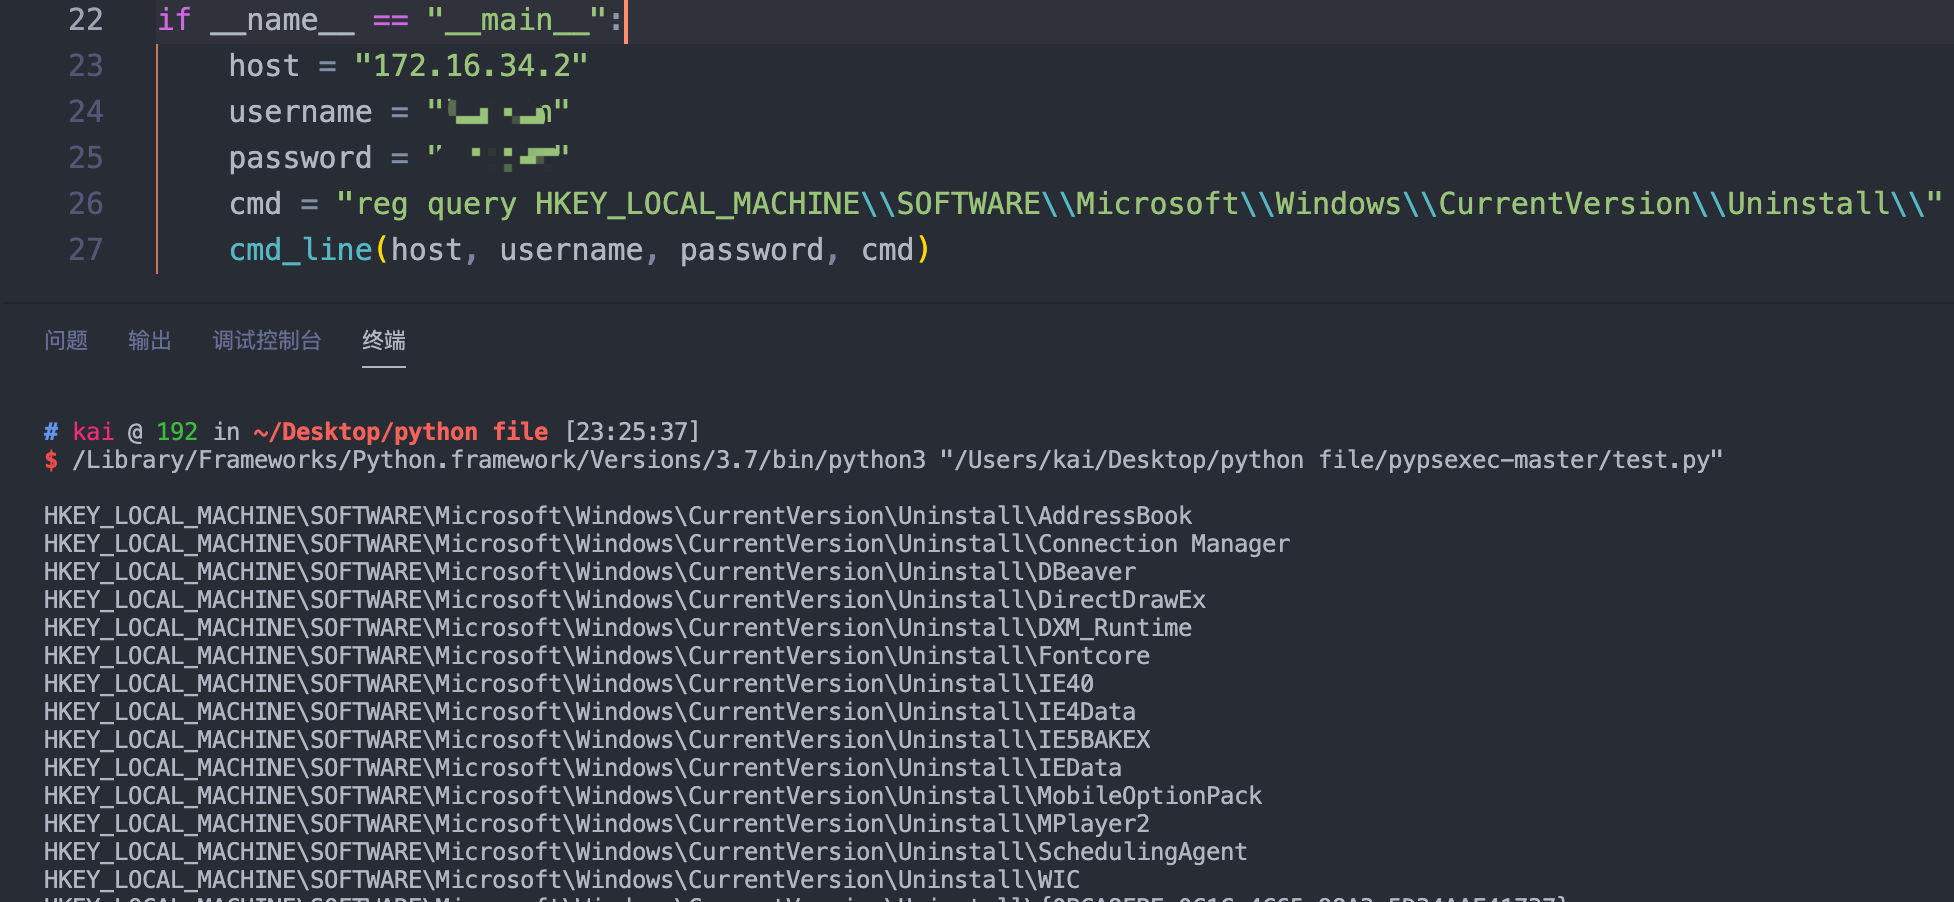 22 if __name__ == "__main__":
23 host = "172.16.34.2"
24 username = "
25 password = "
26 cmd = "reg query HKEY_LOCAL_MACHINE\\SOFTWARE\\Microsoft\\Windows\\CurrentVersion\\Uninstall\\"
27 cmd_line(host, username, password, cmd)
问题 输出 调试控制台 终端
# kai @ 192 in ~/Desktop/python file [23:25:37]
$ /Library/Frameworks/Python.framework/Versions/3.7/bin/python3 "/Users/kai/Desktop/python file/pypsexec-master/test.py"
HKEY_LOCAL_MACHINE\SOFTWARE\Microsoft\Windows\CurrentVersion\Uninstall\AddressBook
HKEY_LOCAL_MACHINE\SOFTWARE\Microsoft\Windows\CurrentVersion\Uninstall\Connection Manager
HKEY_LOCAL_MACHINE\SOFTWARE\Microsoft\Windows\CurrentVersion\Uninstall\DBeaver
HKEY_LOCAL_MACHINE\SOFTWARE\Microsoft\Windows\CurrentVersion\Uninstall\DirectDrawEx
HKEY_LOCAL_MACHINE\SOFTWARE\Microsoft\Windows\CurrentVersion\Uninstall\DXM_Runtime
HKEY_LOCAL_MACHINE\SOFTWARE\Microsoft\Windows\CurrentVersion\Uninstall\Fontcore
HKEY_LOCAL_MACHINE\SOFTWARE\Microsoft\Windows\CurrentVersion\Uninstall\IE40
HKEY_LOCAL_MACHINE\SOFTWARE\Microsoft\Windows\CurrentVersion\Uninstall\IE4Data
HKEY_LOCAL_MACHINE\SOFTWARE\Microsoft\Windows\CurrentVersion\Uninstall\IE5BAKEX
HKEY_LOCAL_MACHINE\SOFTWARE\Microsoft\Windows\CurrentVersion\Uninstall\IEData
HKEY_LOCAL_MACHINE\SOFTWARE\Microsoft\Windows\CurrentVersion\Uninstall\MobileOptionPack
HKEY_LOCAL_MACHINE\SOFTWARE\Microsoft\Windows\CurrentVersion\Uninstall\MPlayer2
HKEY_LOCAL_MACHINE\SOFTWARE\Microsoft\Windows\CurrentVersion\Uninstall\SchedulingAgent
HKEY_LOCAL_MACHINE\SOFTWARE\Microsoft\Windows\CurrentVersion\Uninstall\WIC